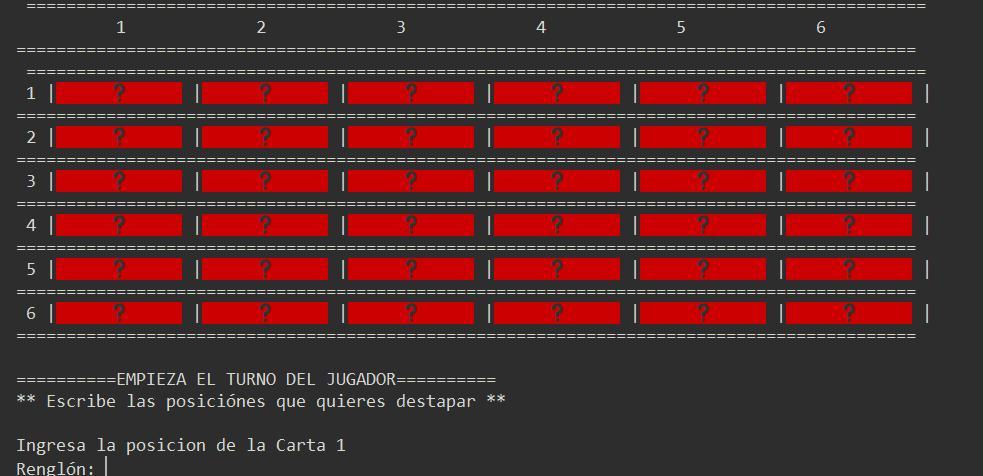 ==========================================================================================
1 2 3 4 5 6
==========================================================================================
==========================================================================================
1 | ? | ? | ? | ? | ? | ? |
==========================================================================================
2 | ? | ? | ? | ? | ? | ? |
==========================================================================================
3 | ? | ? | ? | ? | ? | ? |
==========================================================================================
4 | ? | ? | ? | ? | ? | ? |
==========================================================================================
5 | ? | ? | ? | ? | ? | ? |
==========================================================================================
6 | ? | ? | ? | ? | ? | ? |
==========================================================================================
==========EMPIEZA EL TURNO DEL JUGADOR==========
** Escribe las posiciónes que quieres destapar **
Ingresa la posicion de la Carta 1
Renglón: